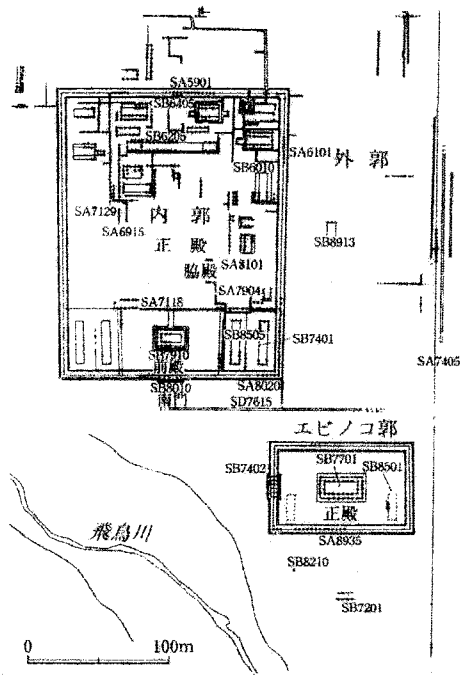 SA5901
SB6405
SB6205
SA6101
外郭
SB6010
SA7129
内郭
SA6915
正殿
SB8913
脇殿
SA8101
SA7904
SA7118
SB8505
SB7401
SB7910
前殿
SA7405
SB8010
SA8020
南門
SD7615
エビノコ郭
SB7402
SB7701
SB8501
正殿
飛鳥川
SA8935
SB8210
SB7201
0
100m